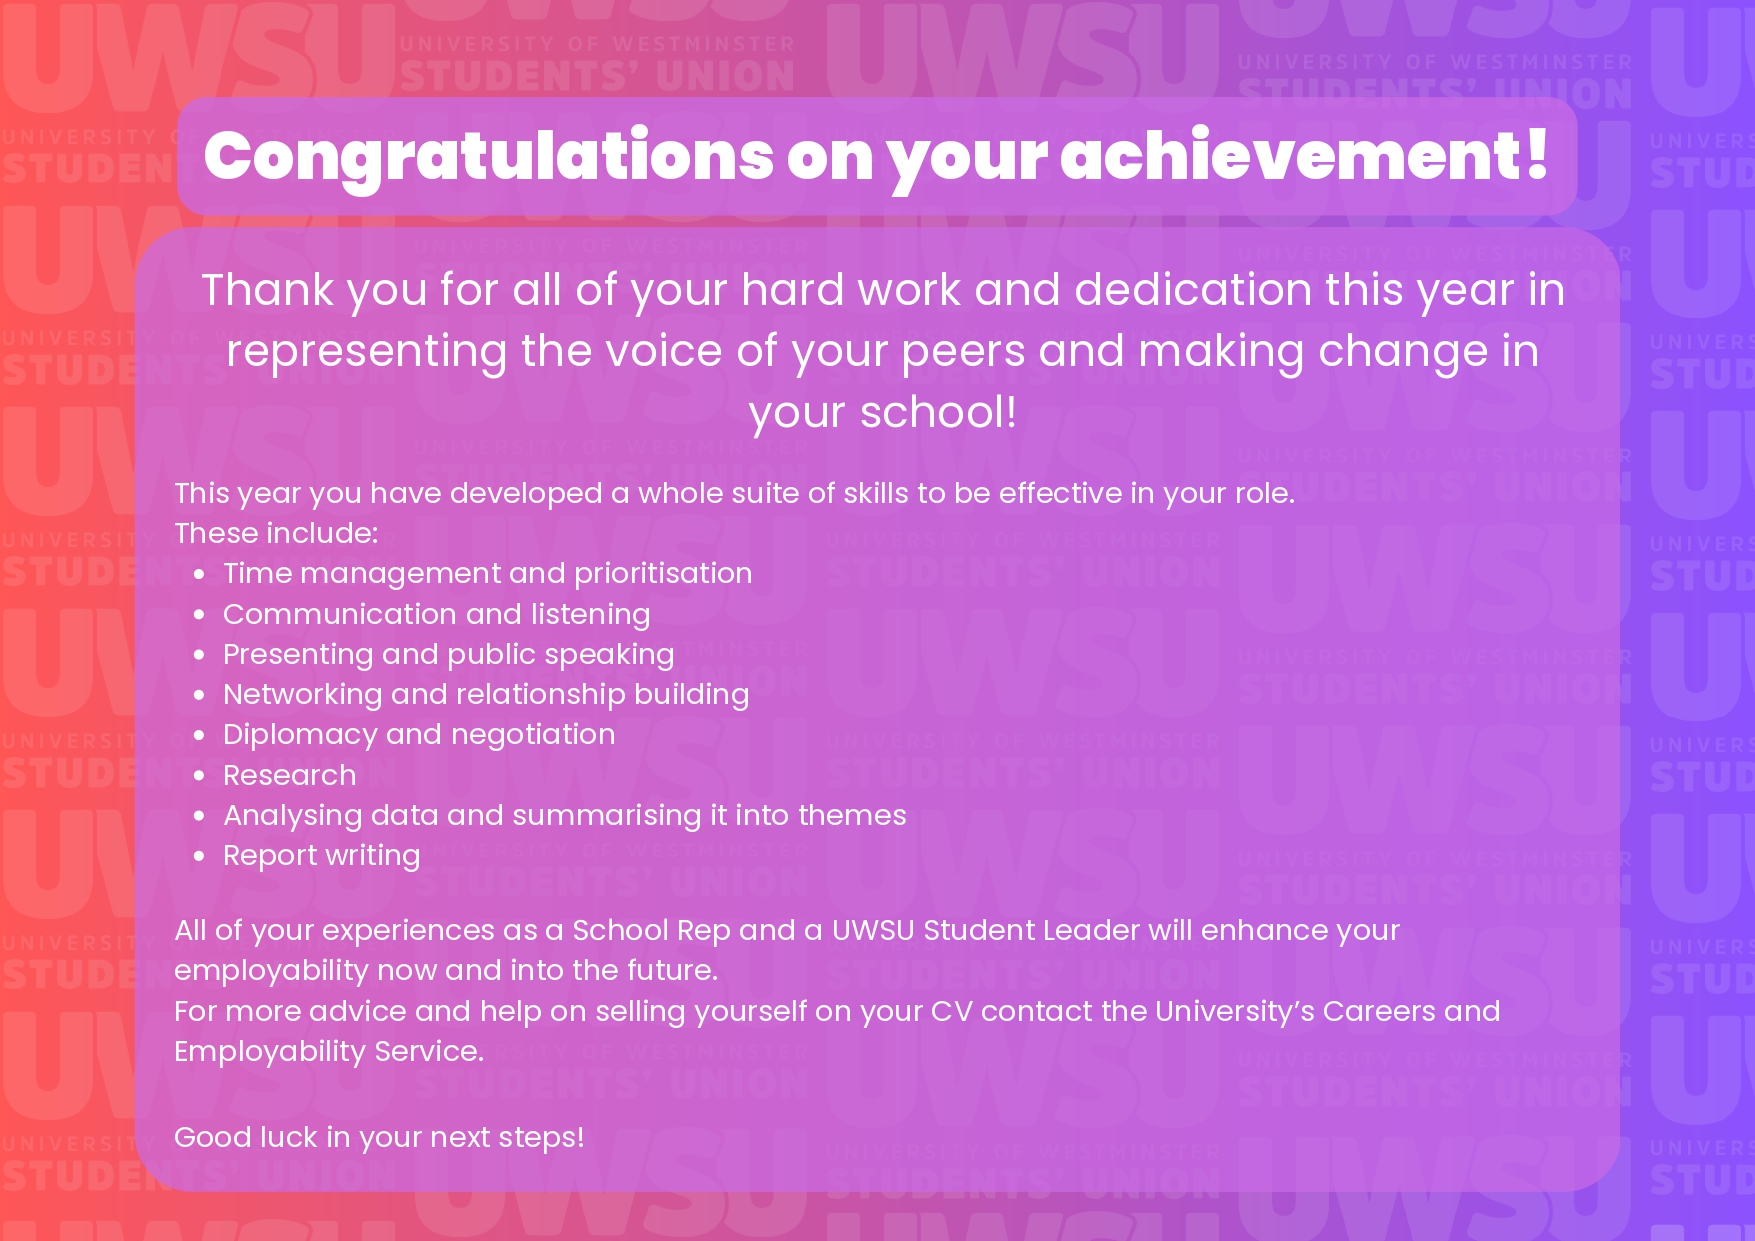 Congratulations on your achievement!
Thank you for all of your hard work and dedication this year in
representing the voice of your peers and making change in
your school!
This year you have developed a whole suite of skills to be effective in your role.
These include:
• Time management and prioritisation
• Communication and listening
• Presenting and public speaking
• Networking and relationship building
• Diplomacy and negotiation
• Research
• Analysing data and summarising it into themes
• Report writing
All of your experiences as a School Rep and a UWSU Student Leader will enhance your
employability now and into the future.
For more advice and help on selling yourself on your CV contact the University’s Careers and
Employability Service.
Good luck in your next steps!
UWSU
UNIVERSITY OF WESTMINSTER
STUDENTS’ UNION